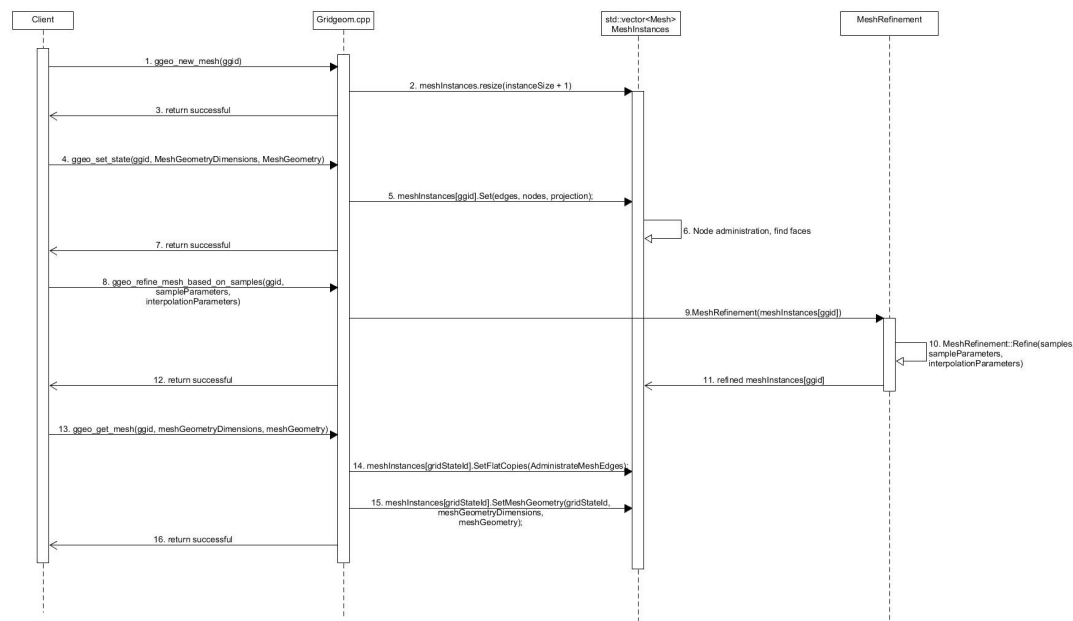 Client
Gridgeom.cpp
std::vector<Mesh>
MeshInstances
MeshRefinement
1. ggeo_new_mesh(ggid)
2. meshInstances.resize(instanceSize + 1)
3. return successful
4. ggeo_set_state(ggid, MeshGeometryDimensions, MeshGeometry)
5. meshInstances[ggid].Set(edges, nodes, projection);
6. Node administration, find faces
7. return successful
8. ggeo_refine_mesh_based_on_samples(ggid,
sampleParameters,
interpolationParameters)
9.MeshRefinement(meshInstances[ggid])
10. MeshRefinement::Refine(samples
sampleParameters,
interpolationParameters)
11. refined meshInstances[ggid]
12. return successful
13. ggeo_get_mesh(ggid, meshGeometryDimensions, meshGeometry)
14. meshInstances[gridStateId].SetFlatCopies(AdministrateMeshEdges);
15. meshInstances[gridStateId].SetMeshGeometry(gridStateId,
meshGeometryDimensions,
meshGeometry);
16. return successful